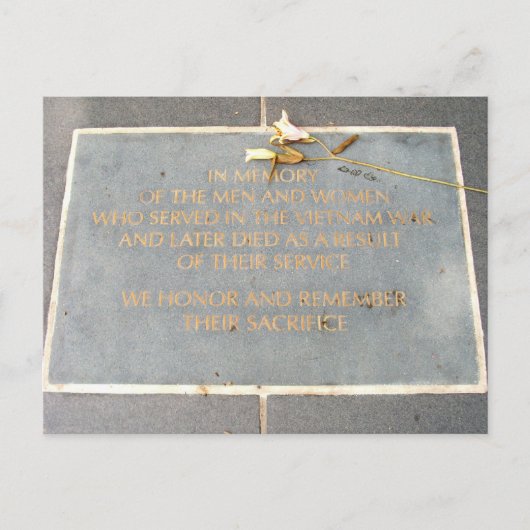 IN MEMORY
OF THE MEN AND WOMEN
WHO SERVED IN THE VIETNAM WAR
AND LATER DIED AS A RESULT
OF THEIR SERVICE
WE HONOR AND REMEMBER
THEIR SACRIFICE